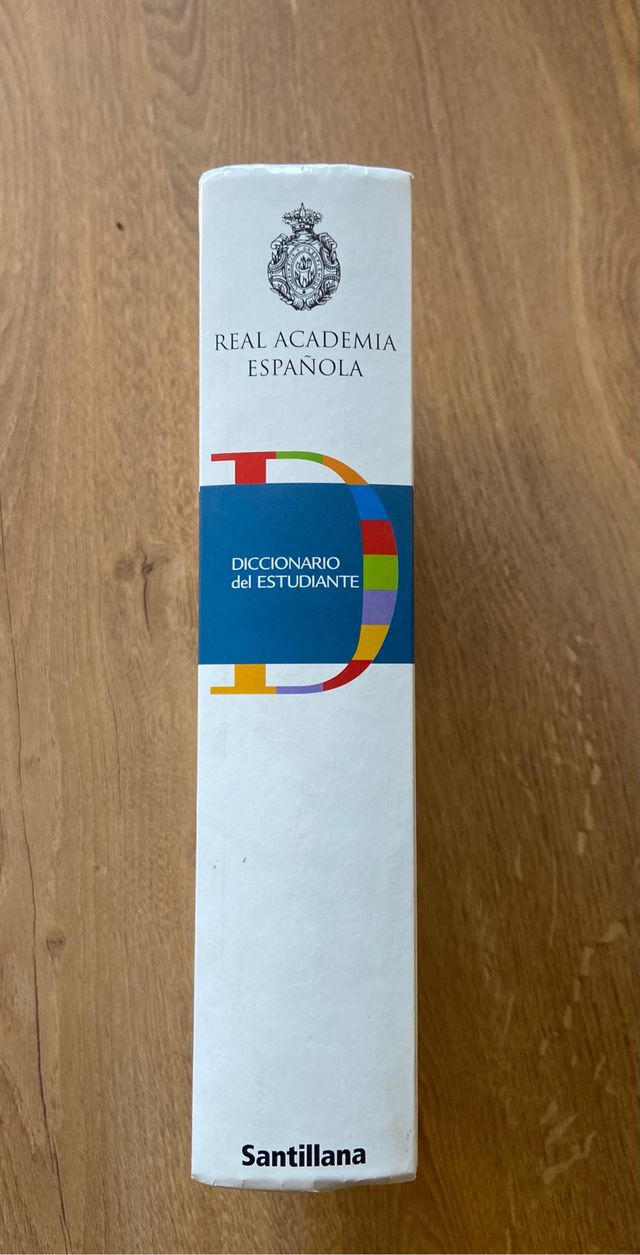 REAL ACADEMIA
ESPAÑOLA
DICCIONARIO
del ESTUDIANTE
D
Santillana